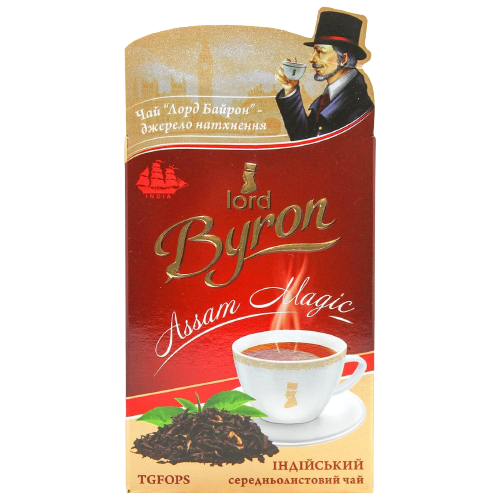 Чай "Лорд Байрон" -
джерело натхнення
INDIA
lord
Byron
Assam Magic
TGFOPS
ІНДІЙСЬКИЙ
середньолистовий чай